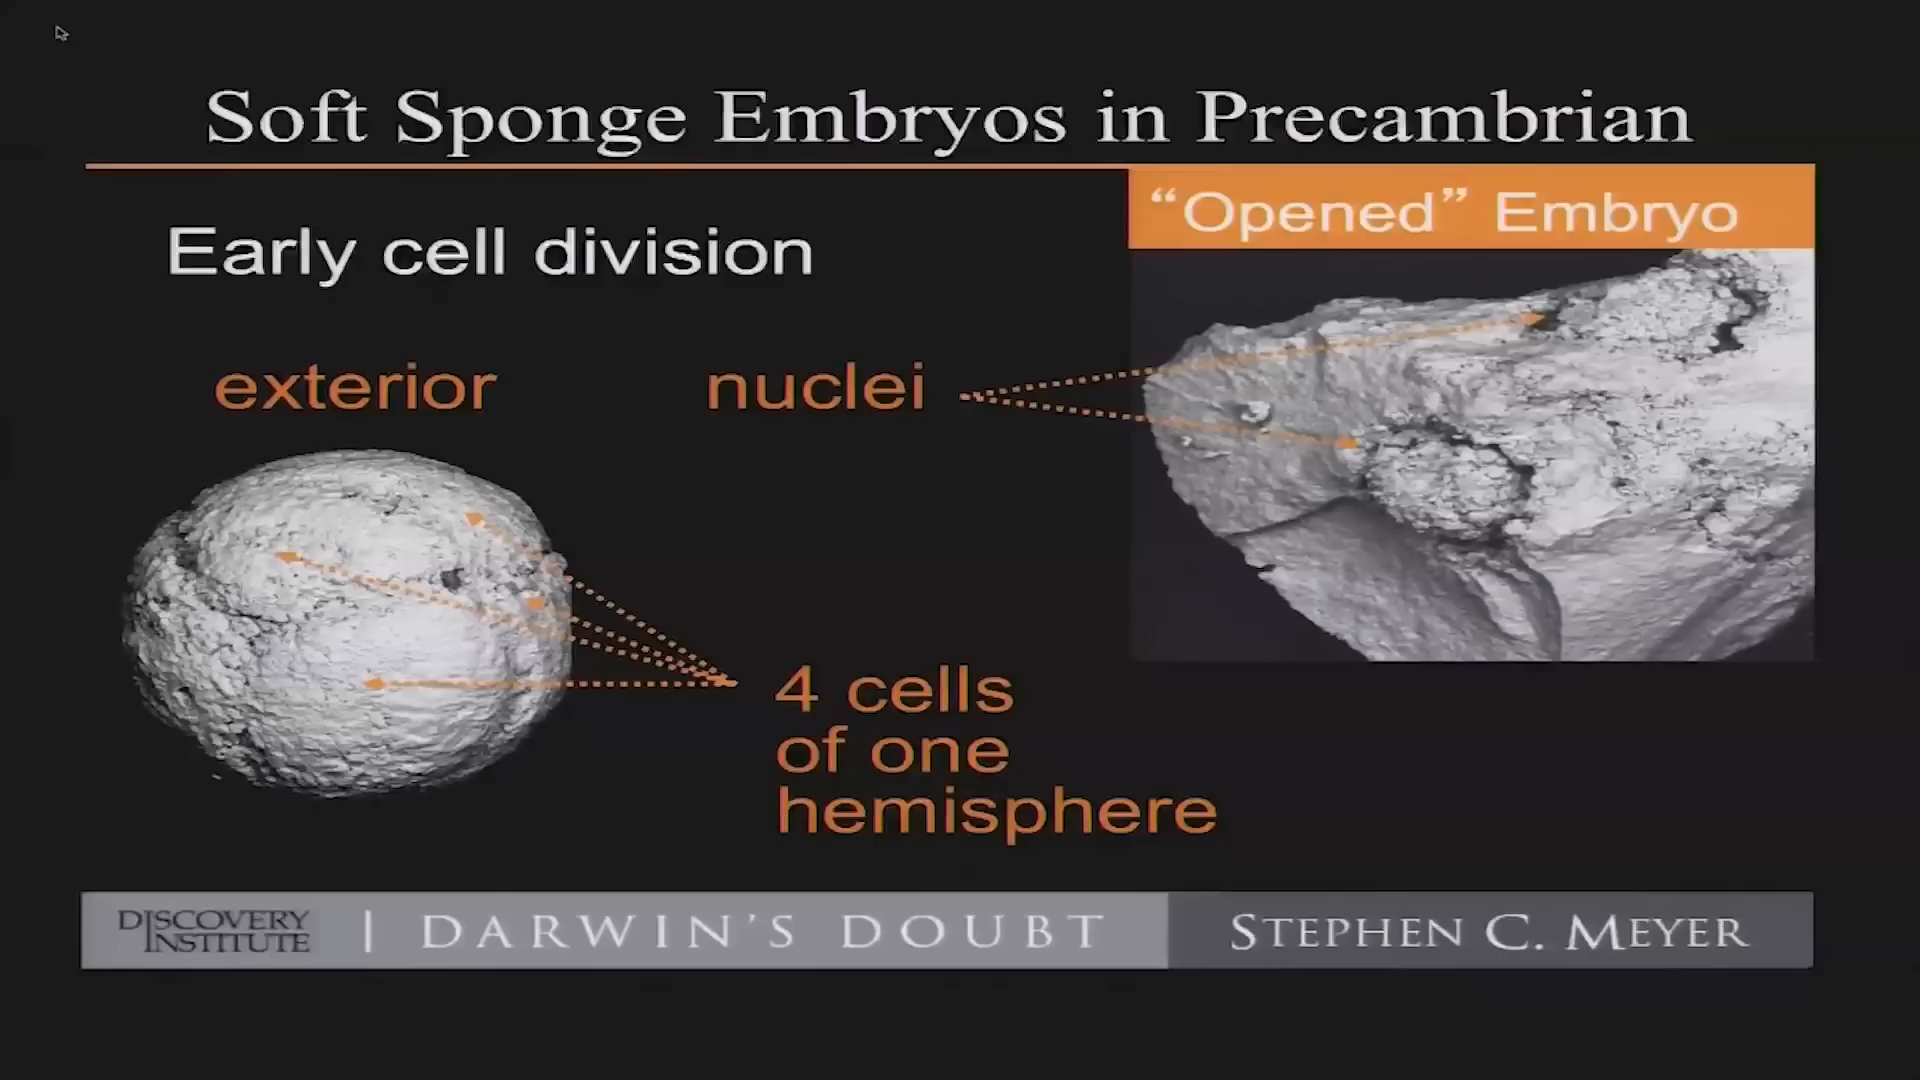 Soft Sponge Embryos in Precambrian
"Opened" Embryo
Early cell division
exterior
nuclei
4 cells
of one
hemisphere
DISCOVERY
INSTITUTE
| DARWIN'S DOUBT
STEPHEN C. MEYER